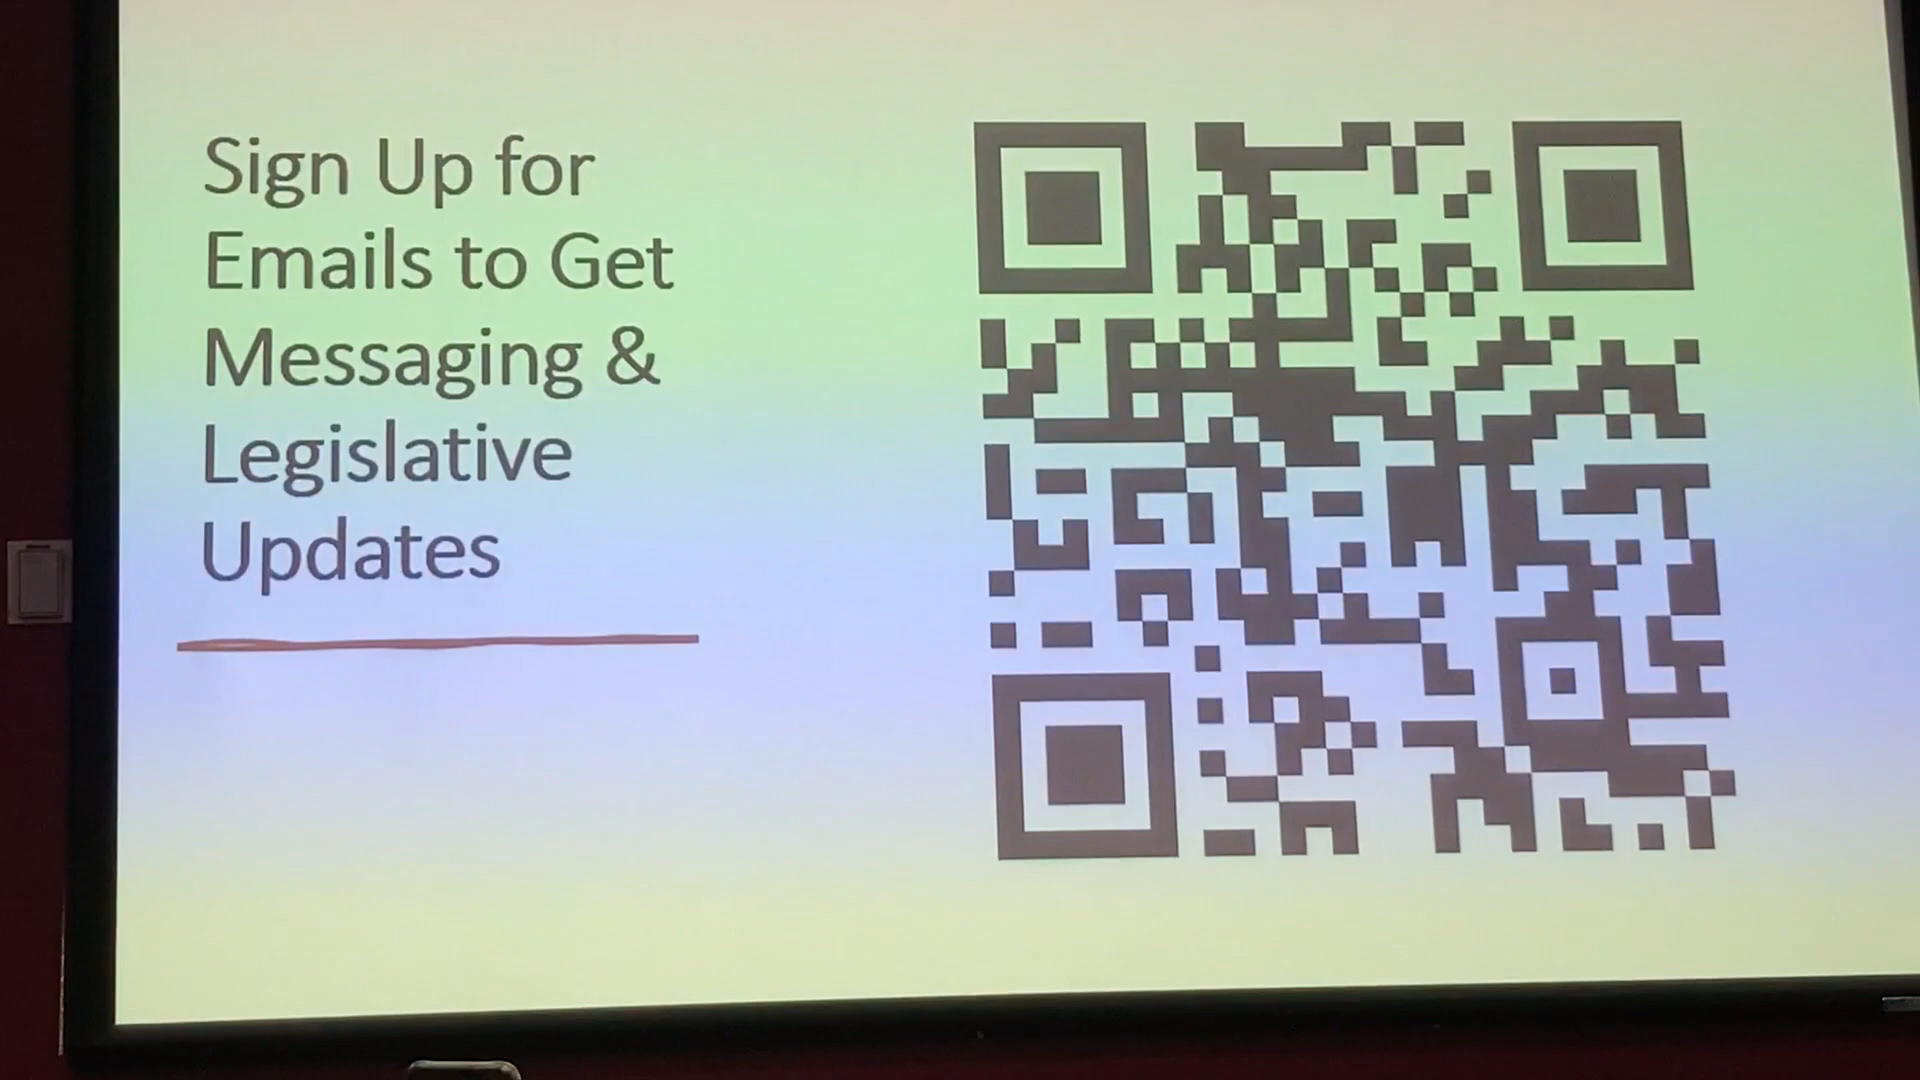 Sign Up for
Emails to Get
Messaging &
Legislative
Updates